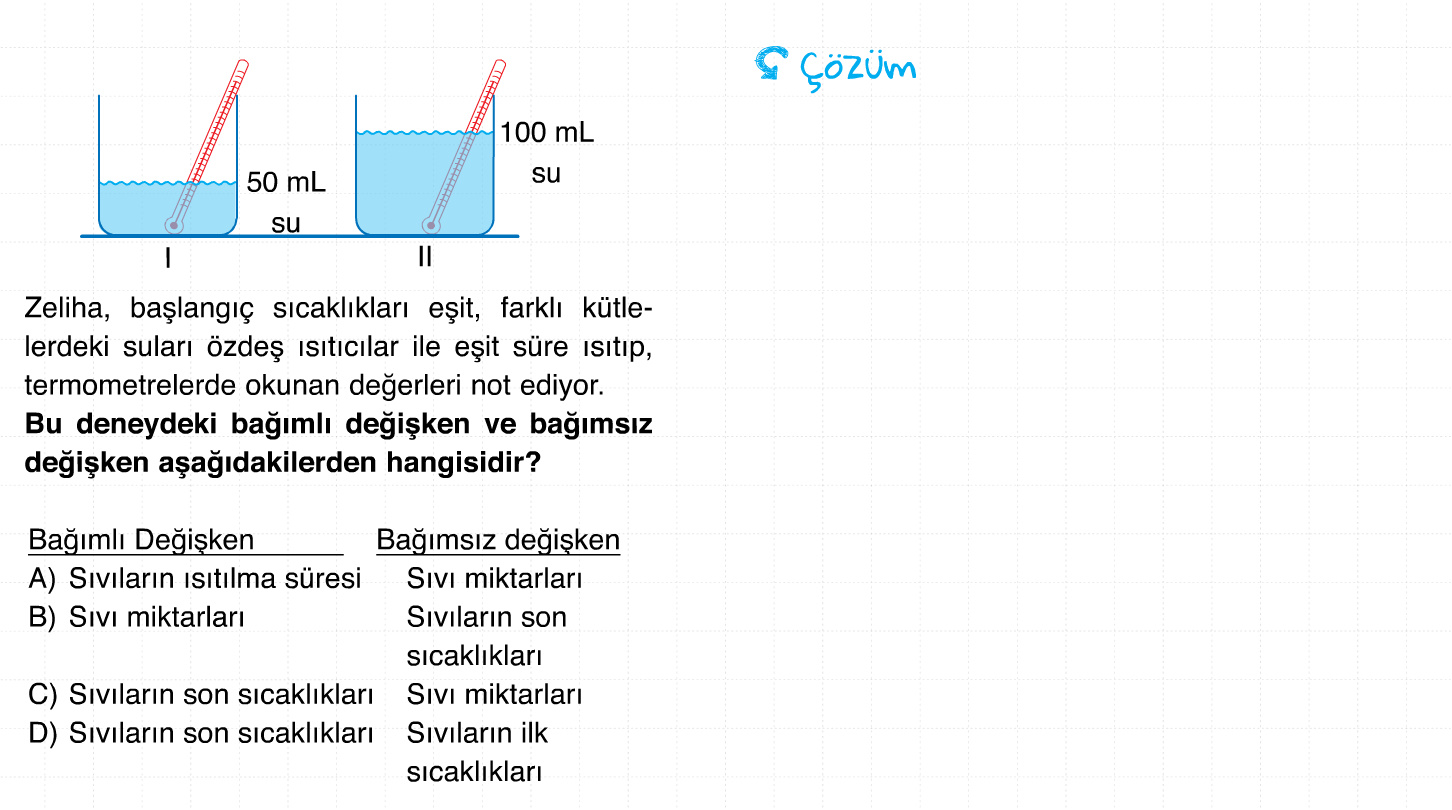 Çözüm
100 mL
su
50 mL
su
I
II
Zeliha, başlangıç sıcaklıkları eşit, farklı kütle-
lerdeki suları özdeş ısıtıcılar ile eşit süre ısıtıp,
termometrelerde okunan değerleri not ediyor.
Bu deneydeki bağımlı değişken ve bağımsız
değişken aşağıdakilerden hangisidir?
Bağımlı Değişken Bağımsız değişken
A) Sıvıların ısıtılma süresi Sıvı miktarları
B) Sıvı miktarları Sıvıların son
sıcaklıkları
C) Sıvıların son sıcaklıkları Sıvı miktarları
D) Sıvıların son sıcaklıkları Sıvıların ilk
sıcaklıkları